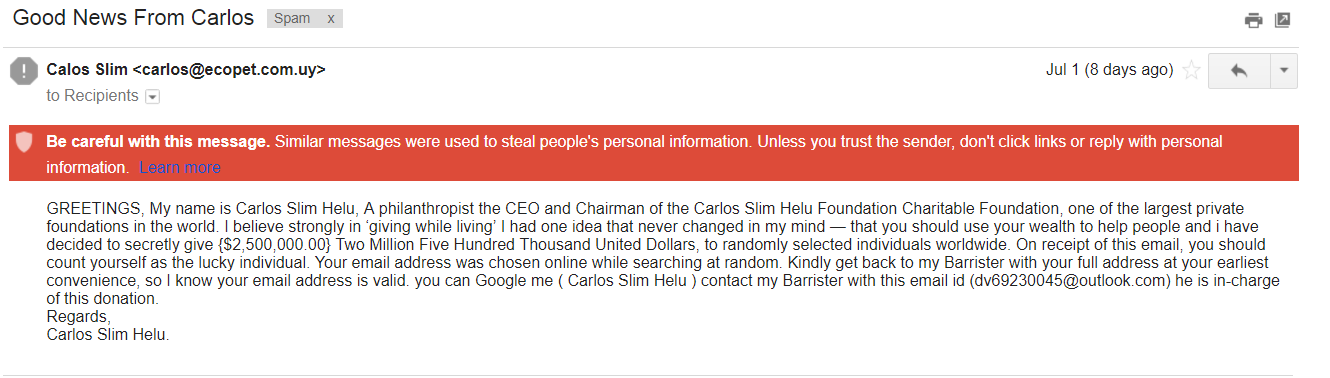 Good News From Carlos Spam x
Calos Slim <carlos@ecopet.com.uy> Jul 1 (8 days ago)
to Recipients
Be careful with this message. Similar messages were used to steal people's personal information. Unless you trust the sender, don't click links or reply with personal
information. Learn more
GREETINGS, My name is Carlos Slim Helu, A philanthropist the CEO and Chairman of the Carlos Slim Helu Foundation Charitable Foundation, one of the largest private
foundations in the world. I believe strongly in ‘giving while living’ I had one idea that never changed in my mind — that you should use your wealth to help people and i have
decided to secretly give {$2,500,000.00} Two Million Five Hundred Thousand United Dollars, to randomly selected individuals worldwide. On receipt of this email, you should
count yourself as the lucky individual. Your email address was chosen online while searching at random. Kindly get back to my Barrister with your full address at your earliest
convenience, so I know your email address is valid. you can Google me ( Carlos Slim Helu ) contact my Barrister with this email id (dv69230045@outlook.com) he is in-charge
of this donation.
Regards,
Carlos Slim Helu.